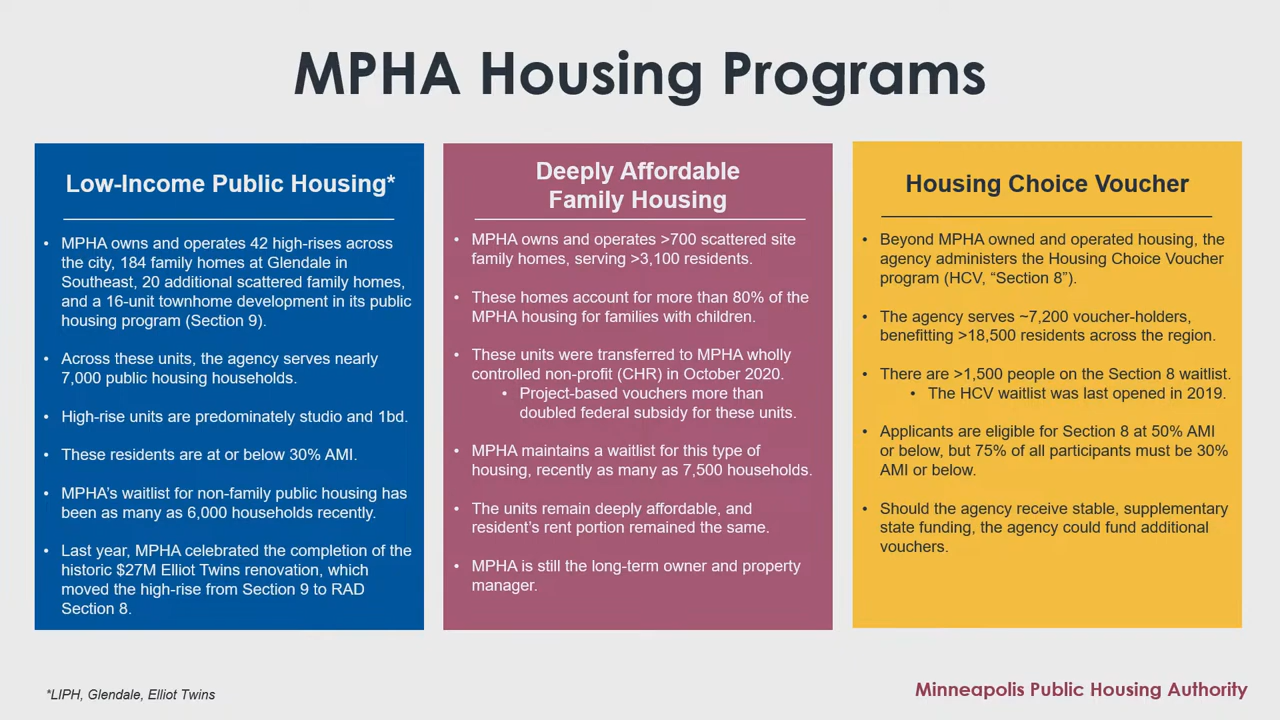 MPHA Housing Programs
Low-Income Public Housing*
• MPHA owns and operates 42 high-rises across
the city, 184 family homes at Glendale in
Southeast, 20 additional scattered family homes,
and a 16-unit townhome development in its public
housing program (Section 9).
• Across these units, the agency serves nearly
7,000 public housing households.
• High-rise units are predominately studio and 1bd.
• These residents are at or below 30% AMI.
• MPHA's waitlist for non-family public housing has
been as many as 6,000 households recently.
• Last year, MPHA celebrated the completion of the
historic $27M Elliot Twins renovation, which
moved the high-rise from Section 9 to RAD
Section 8.
Deeply Affordable
Family Housing
• MPHA owns and operates >700 scattered site
family homes, serving >3,100 residents.
• These homes account for more than 80% of the
MPHA housing for families with children.
• These units were transferred to MPHA wholly
controlled non-profit (CHR) in October 2020.
• Project-based vouchers more than
doubled federal subsidy for these units.
• MPHA maintains a waitlist for this type of
housing, recently as many as 7,500 households.
• The units remain deeply affordable, and
resident's rent portion remained the same.
• MPHA is still the long-term owner and property
manager.
Housing Choice Voucher
• Beyond MPHA owned and operated housing, the
agency administers the Housing Choice Voucher
program (HCV, “Section 8”).
• The agency serves ~7,200 voucher-holders,
benefitting >18,500 residents across the region.
• There are >1,500 people on the Section 8 waitlist.
• The HCV waitlist was last opened in 2019.
• Applicants are eligible for Section 8 at 50% AMI
or below, but 75% of all participants must be 30%
AMI or below.
• Should the agency receive stable, supplementary
state funding, the agency could fund additional
vouchers.
*LIPH, Glendale, Elliot Twins
Minneapolis Public Housing Authority